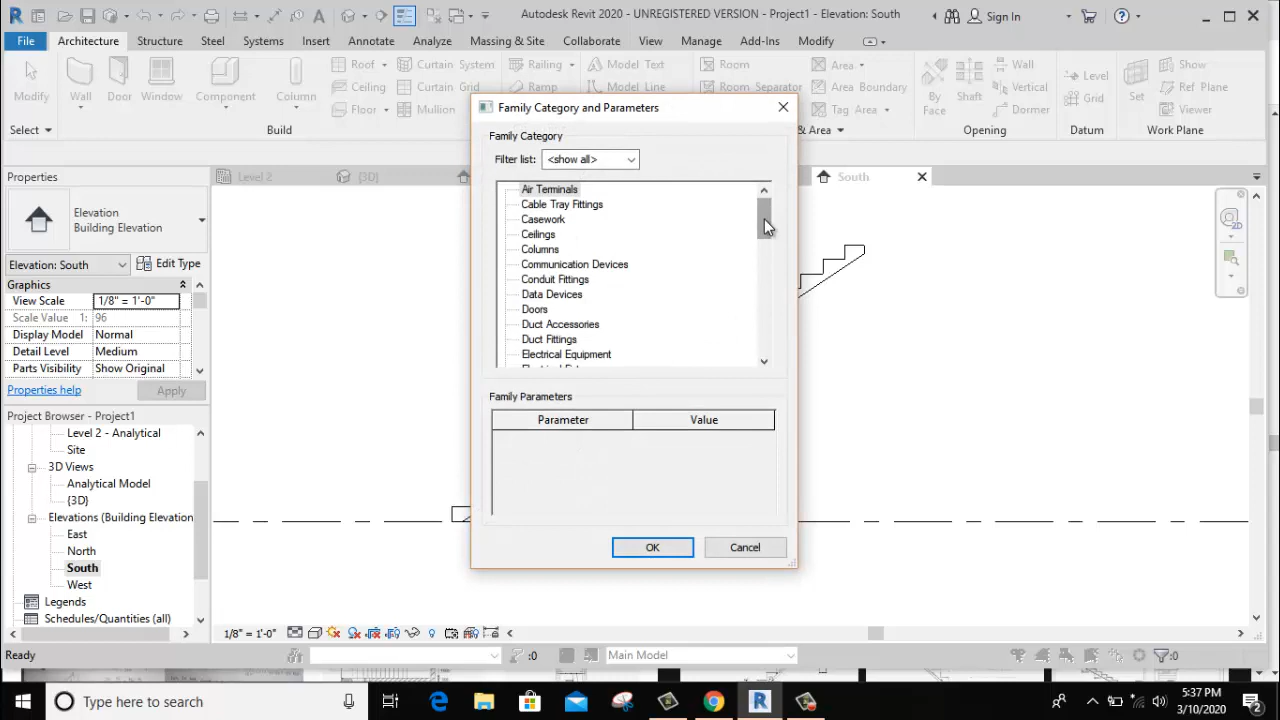 Autodesk Revit 2020 - UNREGISTERED VERSION - Project1 - Elevation: South
Sign In
File Architecture Structure Steel Systems Insert Annotate Analyze Massing & Site Collaborate View Manage Add-Ins Modify
Modify Wall Door Window Component Column
Roof Curtain System Railing Model Text Room Area
Ceiling Curtain Grid Ramp Model Line Room Area Boundary
Floor Mullion Tag Area
By Face Shaft Wall Dormer
Level Grid
Set Show Ref Plane
Select Build & Area Opening Datum Work Plane
Properties
Level 2 {3D} South
Elevation
Building Elevation
Elevation: South Edit Type
Graphics
View Scale 1/8" = 1'-0"
Scale Value 1: 96
Display Model Normal
Detail Level Medium
Parts Visibility Show Original
Properties help Apply
Project Browser - Project1
Level 2 - Analytical
Site
3D Views
Analytical Model
{3D}
Elevations (Building Elevation
East
North
South
West
Legends
Schedules/Quantities (all)
Family Category and Parameters
Family Category
Filter list: <show all>
Air Terminals
Cable Tray Fittings
Casework
Ceilings
Columns
Communication Devices
Conduit Fittings
Data Devices
Doors
Duct Accessories
Duct Fittings
Electrical Equipment
Family Parameters
Parameter Value
OK Cancel
1/8" = 1'-0"
Ready :0 Main Model :0
Type here to search
5:37 PM
3/10/2020